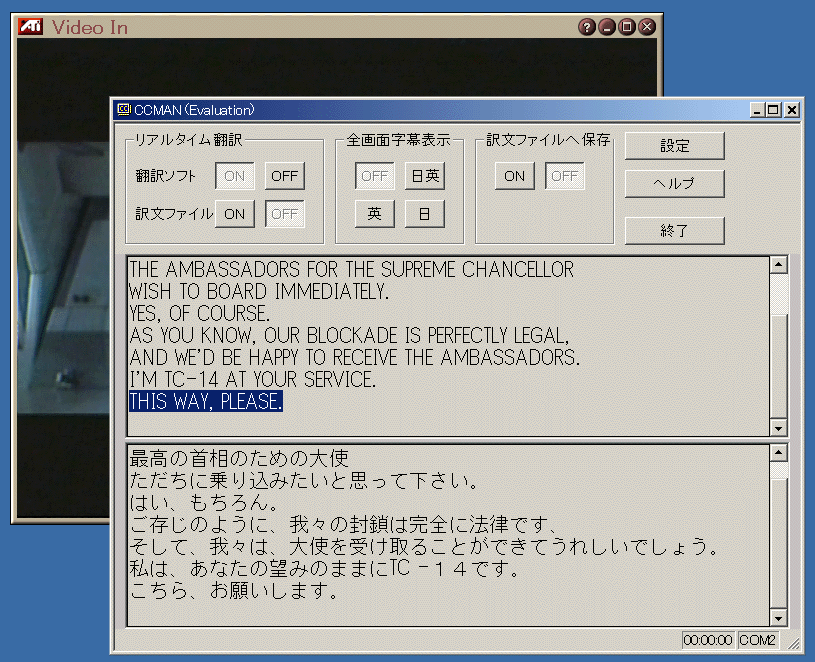 ATi Video In
CCMAN (Evaluation)
リアルタイム翻訳
翻訳ソフト ON OFF
訳文ファイル ON OFF
全画面字幕表示
OFF 日英
英 日
訳文ファイルへ保存
ON OFF
設定
ヘルプ
終了
THE AMBASSADORS FOR THE SUPREME CHANCELLOR
WISH TO BOARD IMMEDIATELY.
YES, OF COURSE.
AS YOU KNOW, OUR BLOCKADE IS PERFECTLY LEGAL,
AND WE'D BE HAPPY TO RECEIVE THE AMBASSADORS.
I'M TC-14 AT YOUR SERVICE.
THIS WAY, PLEASE.
最高の首相のための大使
ただちに乗り込みたいと思って下さい。
はい、もちろん。
ご存じのように、我々の封鎖は完全に法律です、
そして、我々は、大使を受け取ることができてうれしいでしょう。
私は、あなたの望みのままにTC－１４です。
こちら、お願いします。
00:00:00 COM2